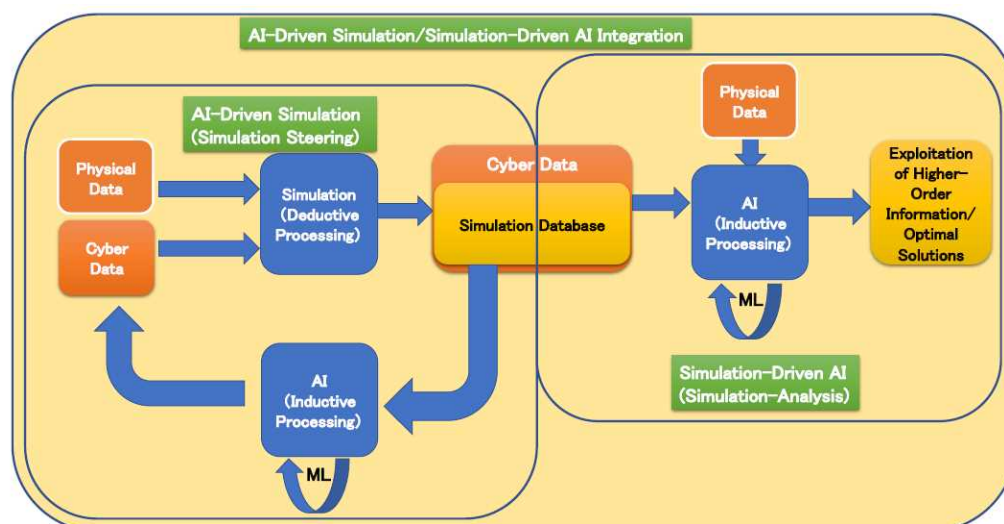 AI-Driven Simulation/Simulation-Driven AI Integration
AI-Driven Simulation
(Simulation Steering)
Physical
Data
Cyber
Data
Simulation
(Deductive
Processing)
Cyber Data
Simulation Database
AI
(Inductive
Processing)
ML
Physical
Data
AI
(Inductive
Processing)
ML
Exploitation
of Higher-
Order
Information/
Optimal
Solutions
Simulation-Driven AI
(Simulation-Analysis)